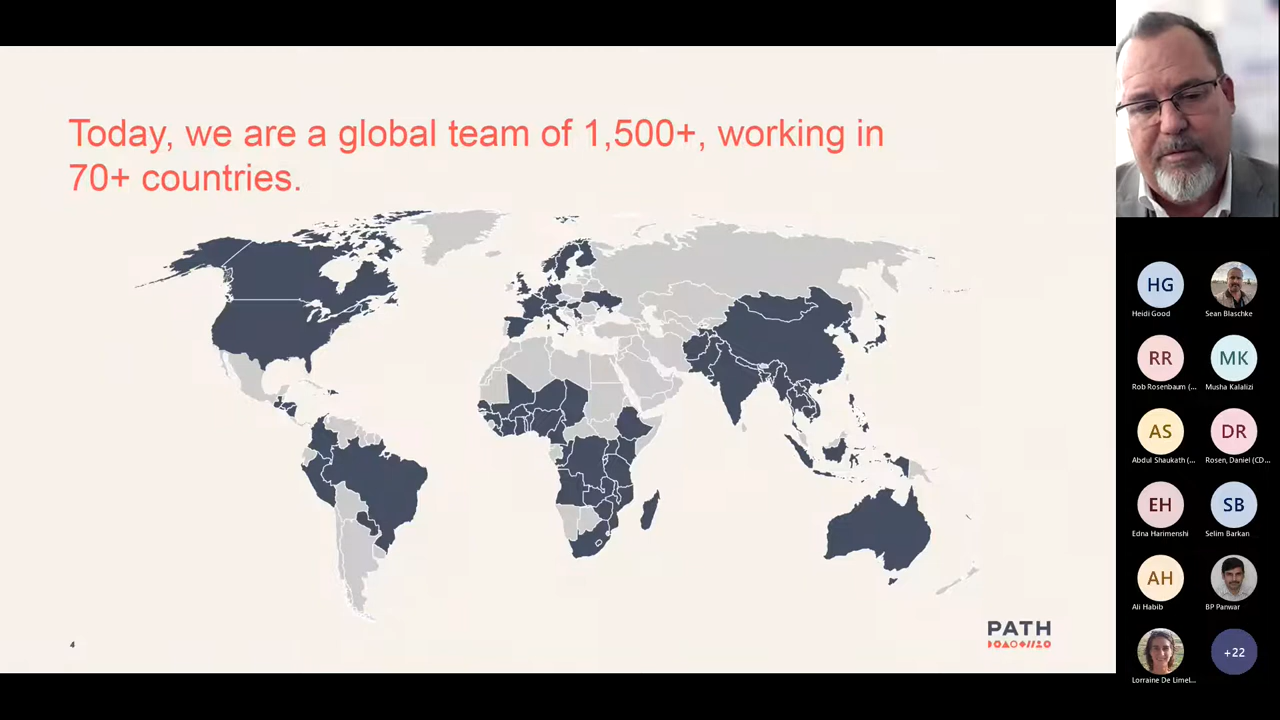 Today, we are a global team of 1,500+, working in
70+ countries.
4
PATH
HG
Heidi Good
Sean Blaschke
RR
Rob Rosenbaum (...
MK
Musha Kalalizi
AS
Abdul Shaukath (...
DR
Rosen, Daniel (CD...
EH
Edna Harimenshi
SB
Selim Barkan
AH
Ali Habib
BP Panwar
Lorraine De Limel...
+22